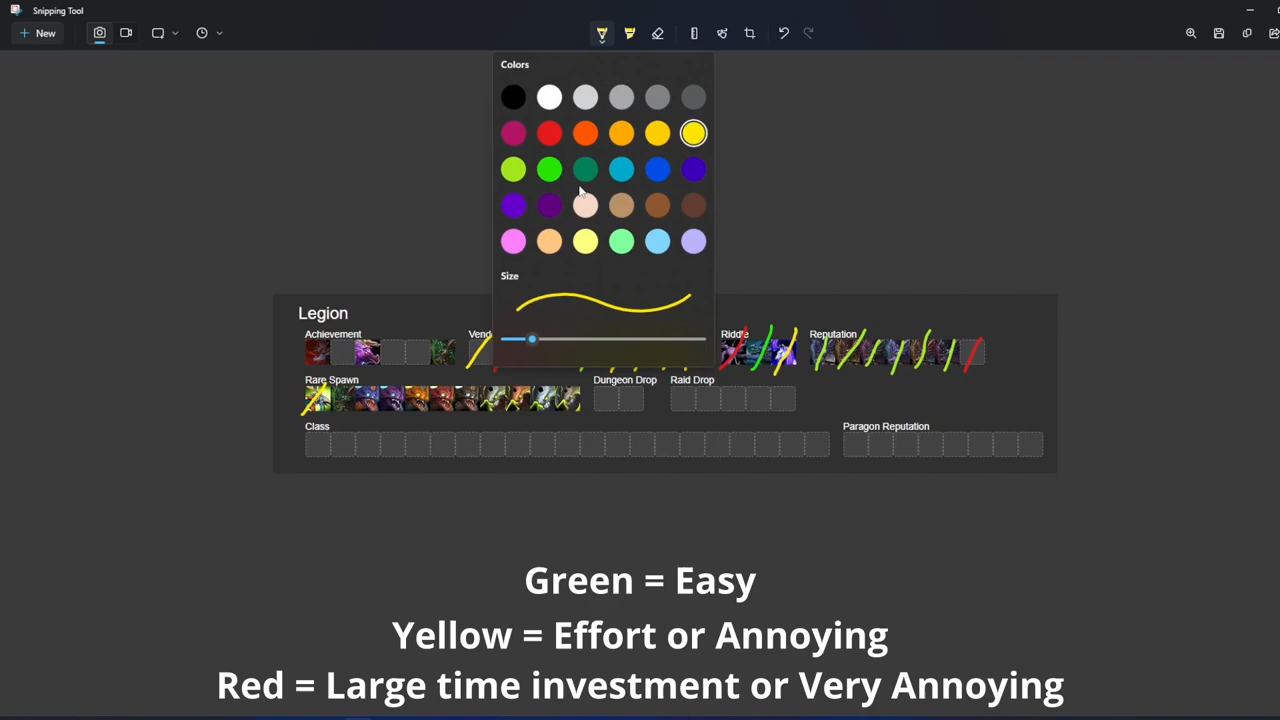 Snipping Tool
New
Colors
Size
Legion
Achievement
Riddle
Reputation
Rare Spawn
Dungeon Drop
Raid Drop
Class
Paragon Reputation
Green = Easy
Yellow = Effort or Annoying
Red = Large time investment or Very Annoying